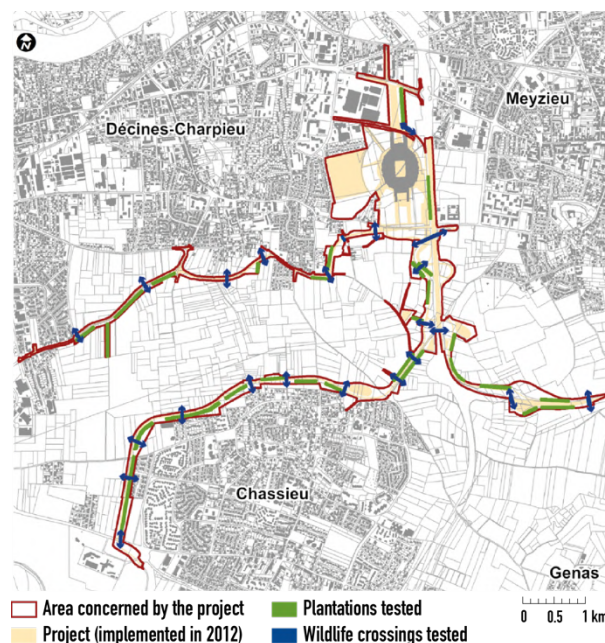 N
Meyzieu
Décines-Charpieu
Chassieu
Genas
Area concerned by the project
Plantations tested
0 0.5 1 km
Project (implemented in 2012)
Wildlife crossings tested